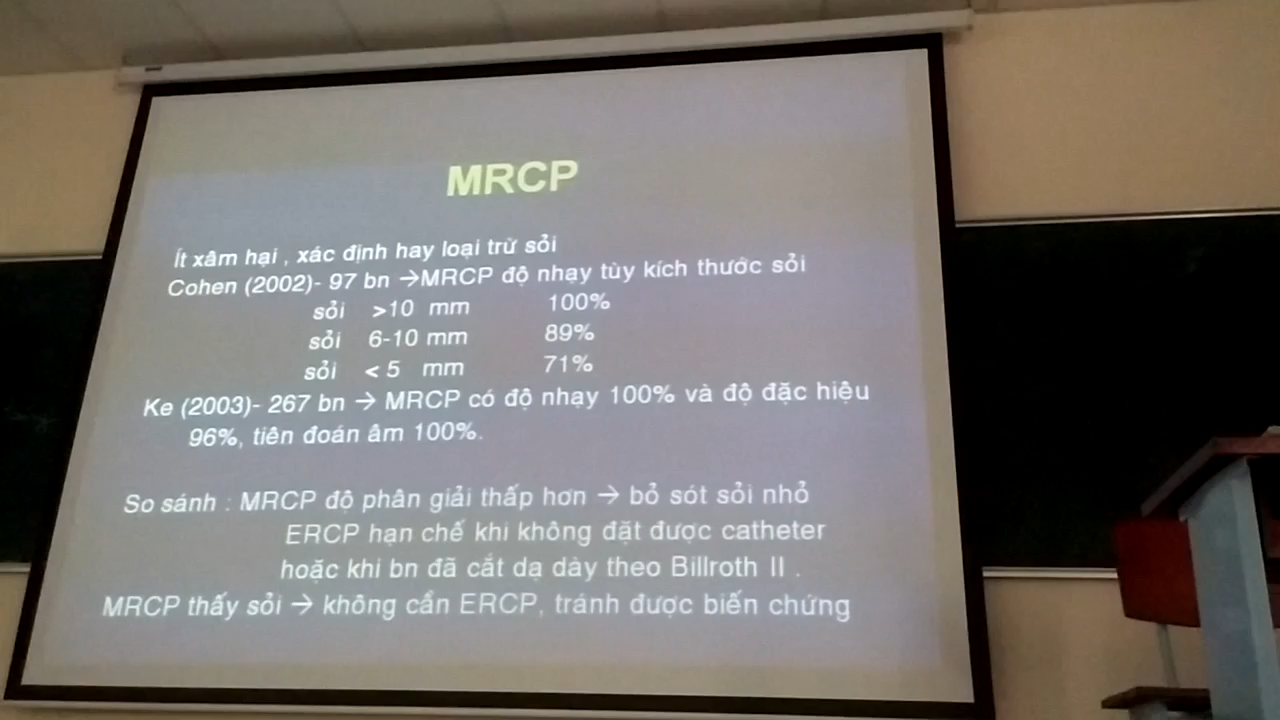 MRCP
Ít xâm hại , xác định hay loại trừ sỏi
Cohen (2002)- 97 bn →MRCP độ nhạy tùy kích thước sỏi
sỏi >10 mm 100%
sỏi 6-10 mm 89%
sỏi < 5 mm 71%
Ke (2003)- 267 bn → MRCP có độ nhạy 100% và độ đặc hiệu
96%, tiên đoán âm 100%.
So sánh : MRCP độ phân giải thấp hơn → bỏ sót sỏi nhỏ
ERCP hạn chế khi không đặt được catheter
hoặc khi bn đã cắt dạ dày theo Billroth II .
MRCP thấy sỏi → không cần ERCP, tránh được biến chứng